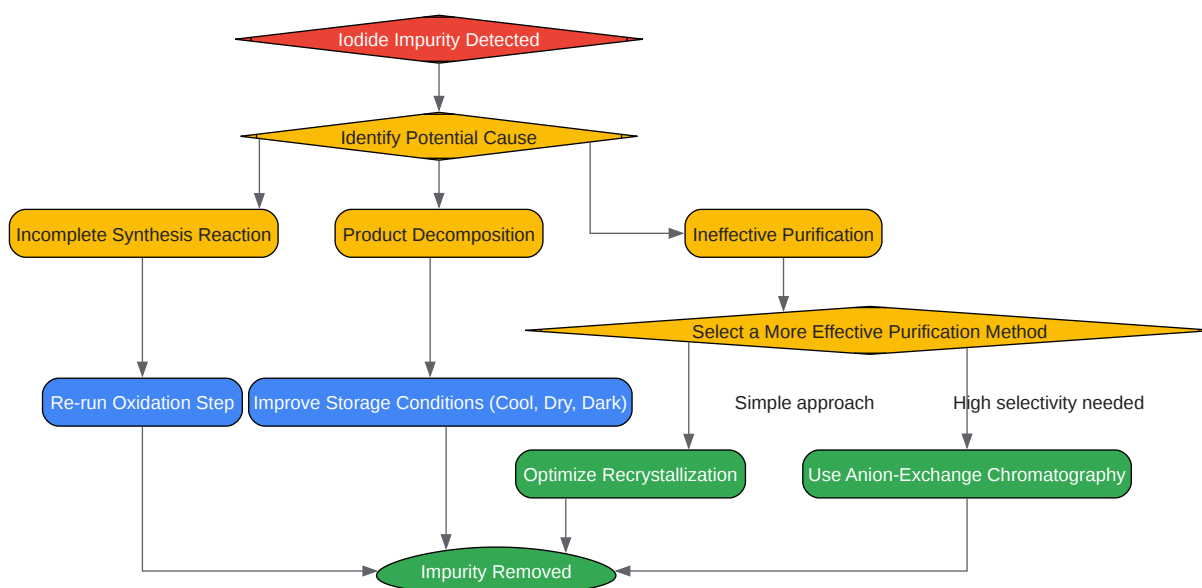 Iodide Impurity Detected
Identify Potential Cause
Incomplete Synthesis Reaction
Product Decomposition
Ineffective Purification
Select a More Effective Purification Method
Re-run Oxidation Step
Improve Storage Conditions (Cool, Dry, Dark)
Simple approach
High selectivity needed
Optimize Recrystallization
Use Anion-Exchange Chromatography
Impurity Removed